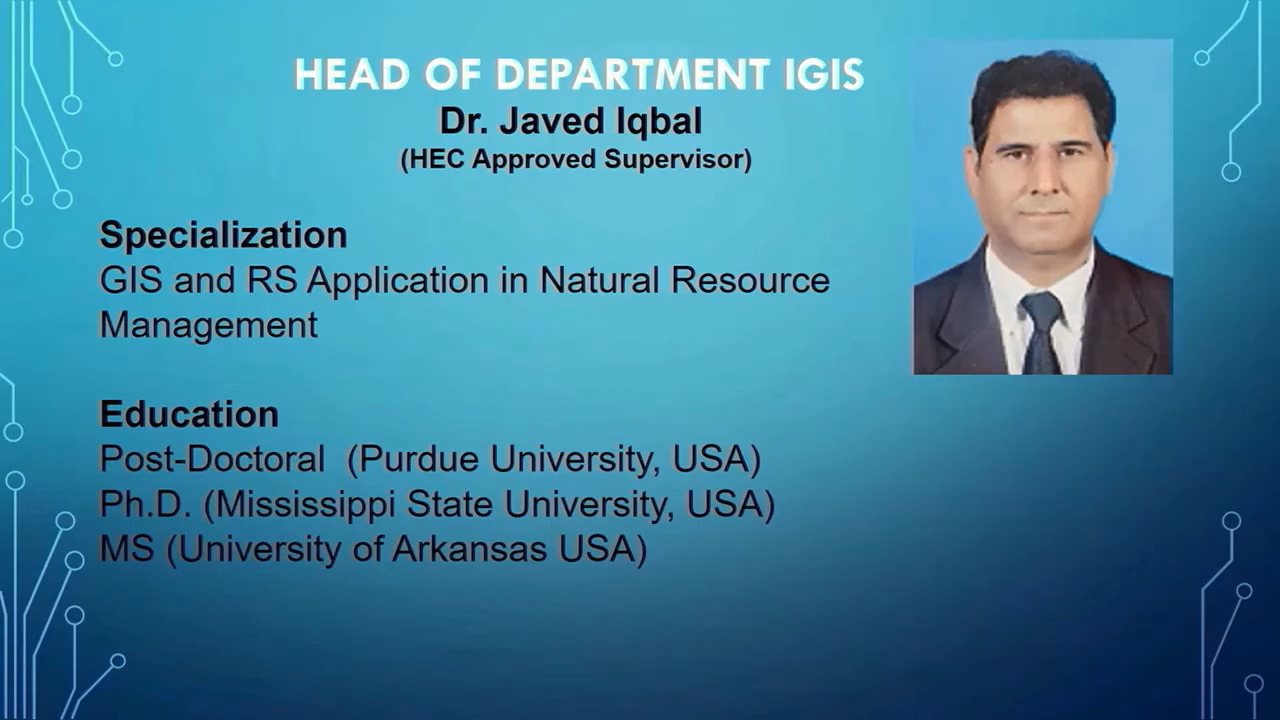 HEAD OF DEPARTMENT IGIS
Dr. Javed Iqbal
(HEC Approved Supervisor)
Specialization
GIS and RS Application in Natural Resource
Management
Education
Post-Doctoral (Purdue University, USA)
Ph.D. (Mississippi State University, USA)
MS (University of Arkansas USA)